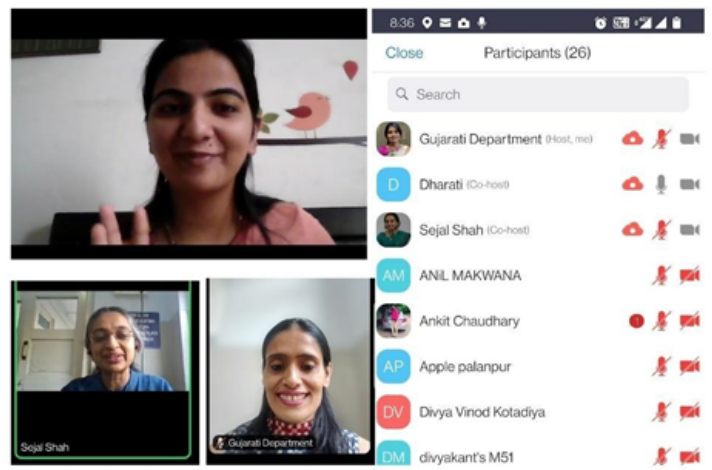 Sejal Shah
Gujarati Department
8:36
Close
Participants (26)
Search
Gujarati Department (Host, me)
D
Dharati (Co-host)
Sejal Shah (Co-host)
AM
ANiL MAKWANA
Ankit Chaudhary
AP
Apple palanpur
DV
Divya Vinod Kotadiya
DM
divyakant's M51